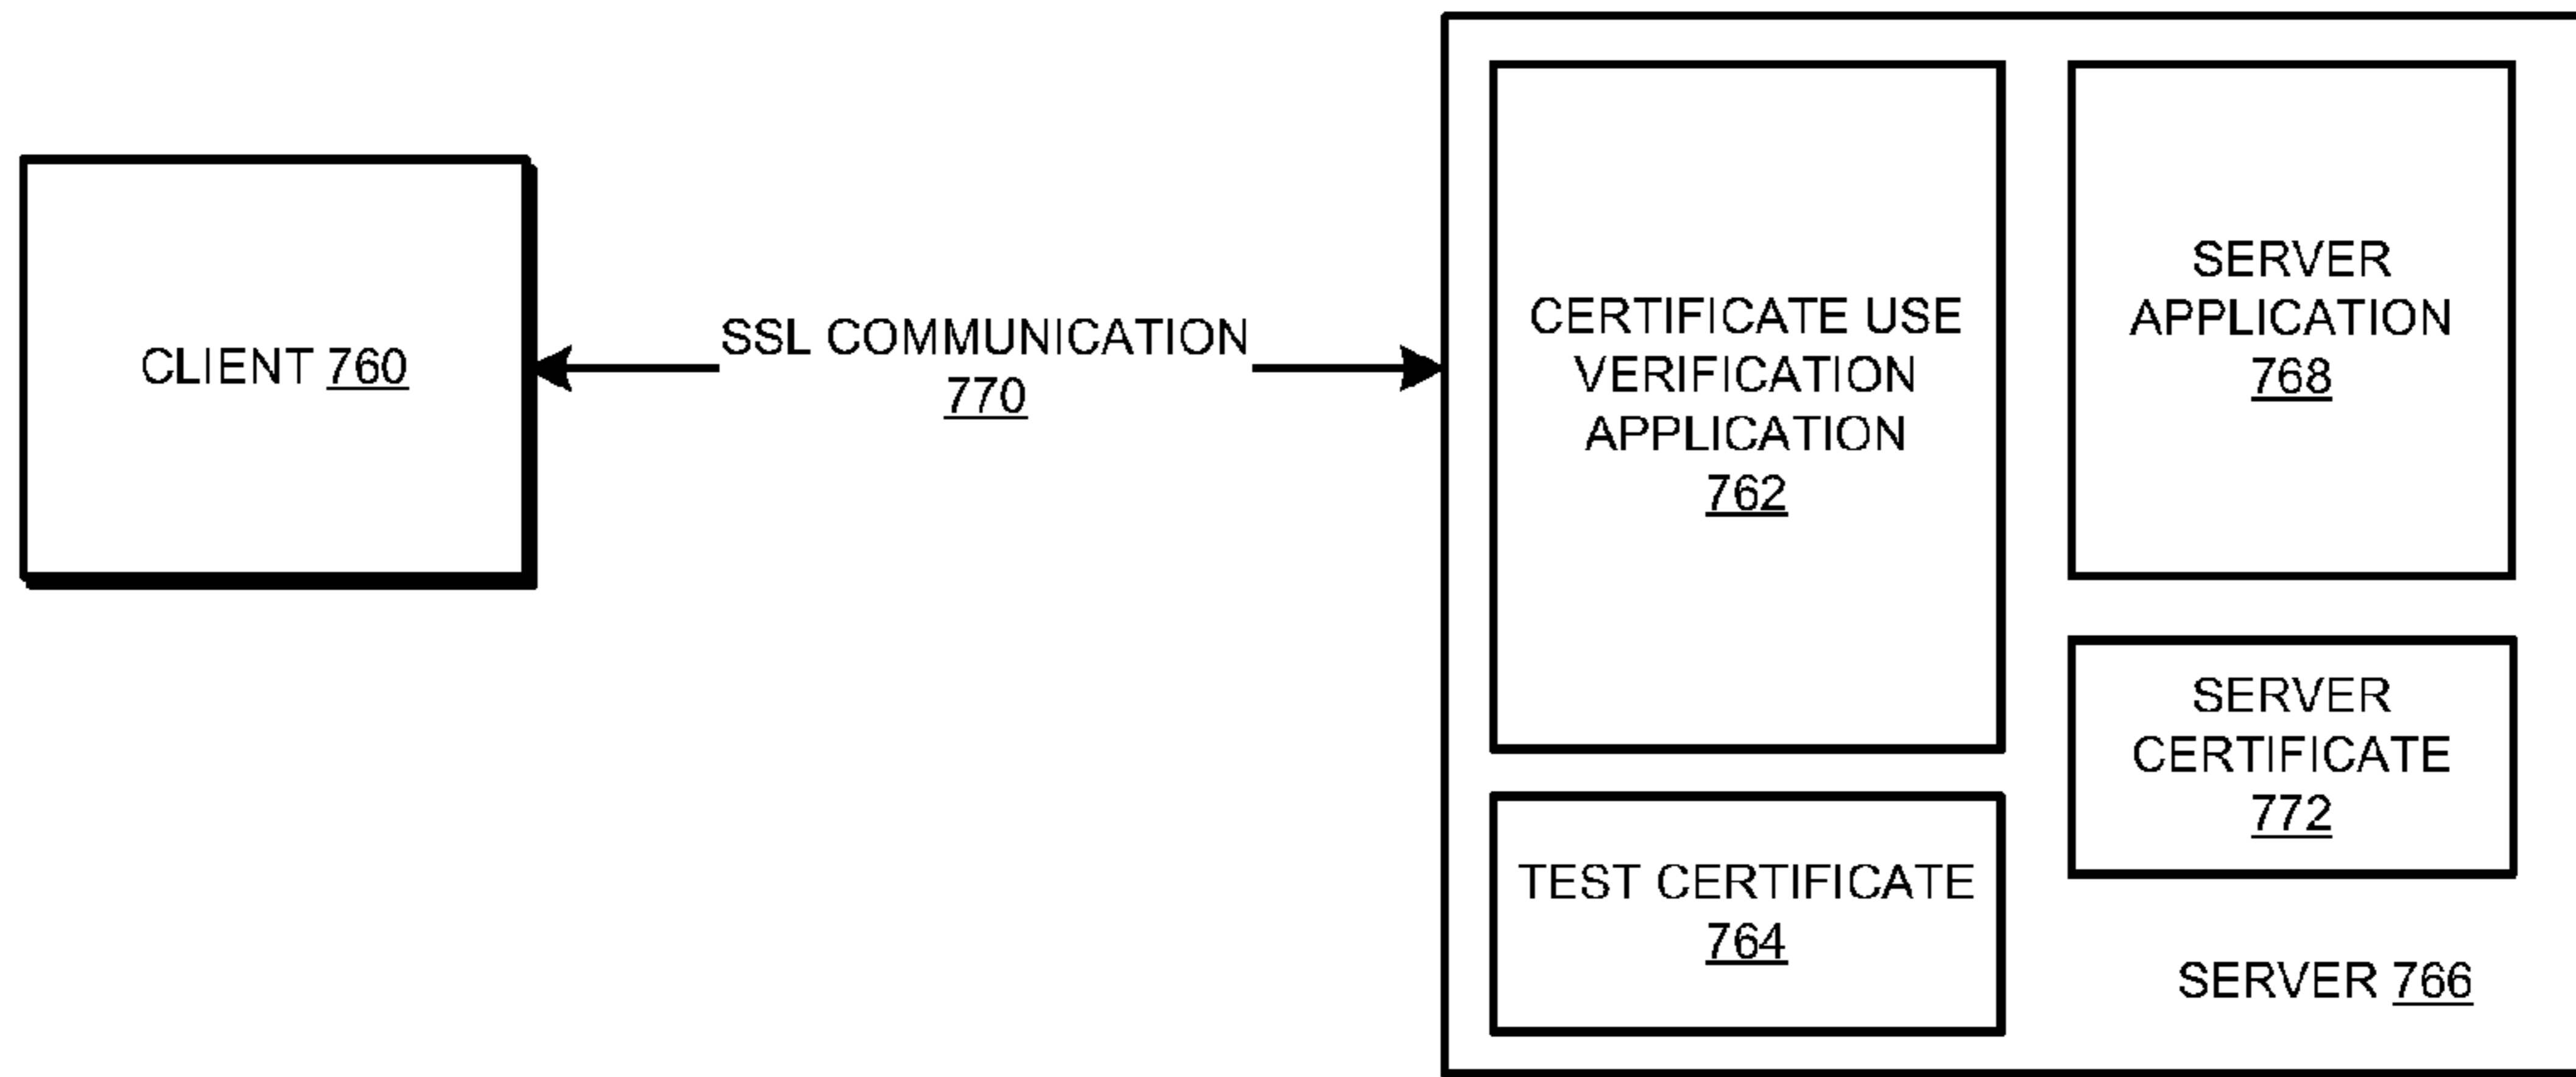 CLIENT 760
SSL COMMUNICATION
770
CERTIFICATE USE
VERIFICATION
APPLICATION
762
TEST CERTIFICATE
764
SERVER
APPLICATION
768
SERVER
CERTIFICATE
772
SERVER 766